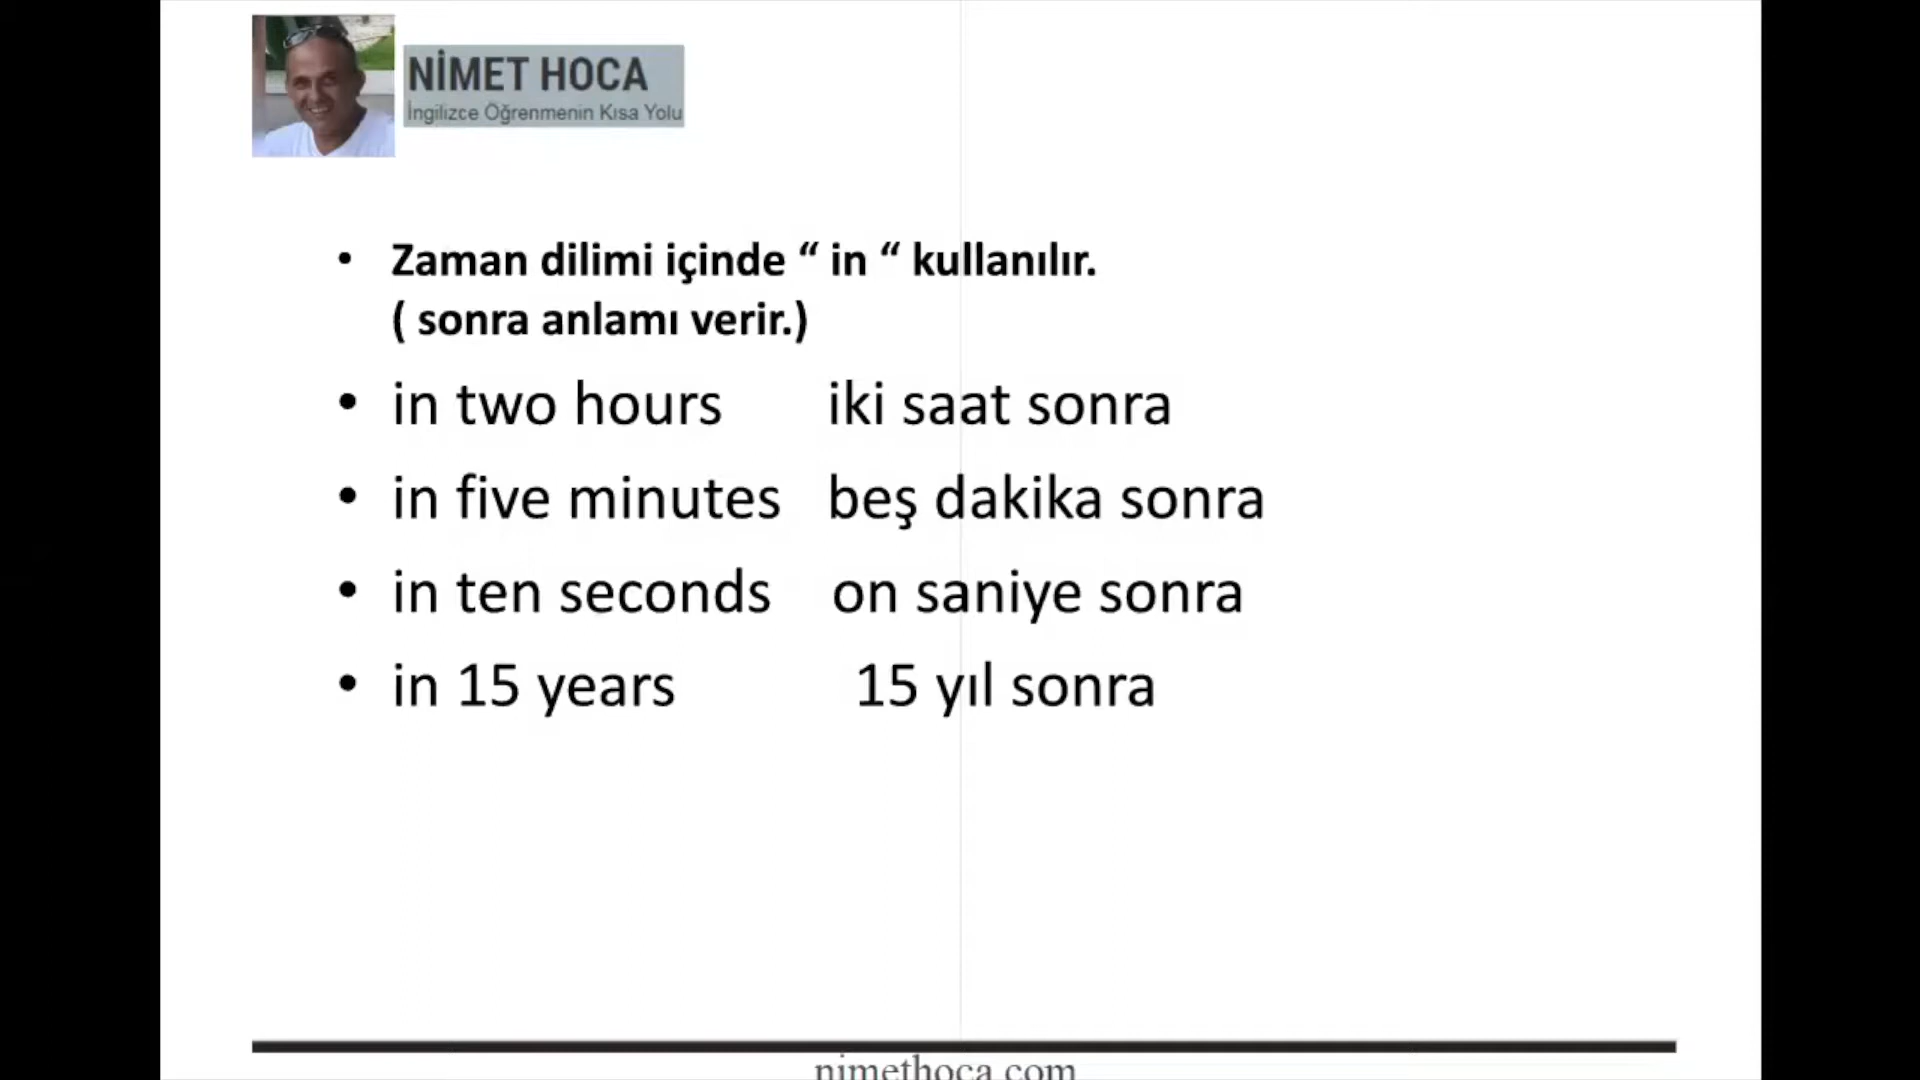 NİMET HOCA
İngilizce Öğrenmenin Kısa Yolu
• Zaman dilimi içinde “ in “ kullanılır.
( sonra anlamı verir.)
• in two hours iki saat sonra
• in five minutes beş dakika sonra
• in ten seconds on saniye sonra
• in 15 years 15 yıl sonra
nimethoca.com